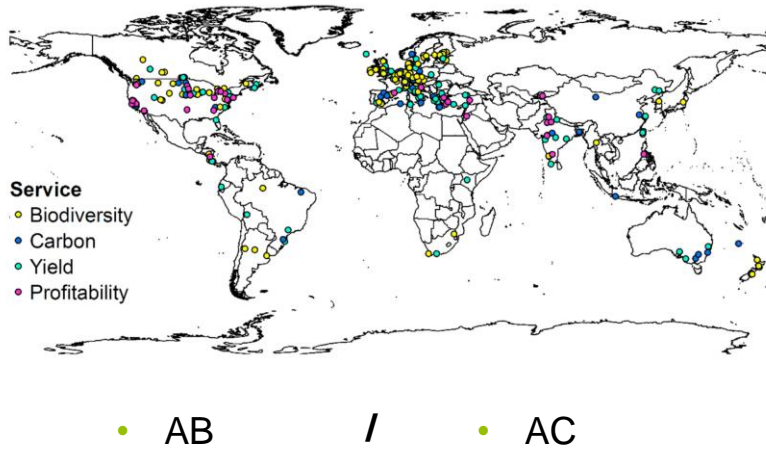 Service
Biodiversity
Carbon
Yield
Profitability
• AB / • AC